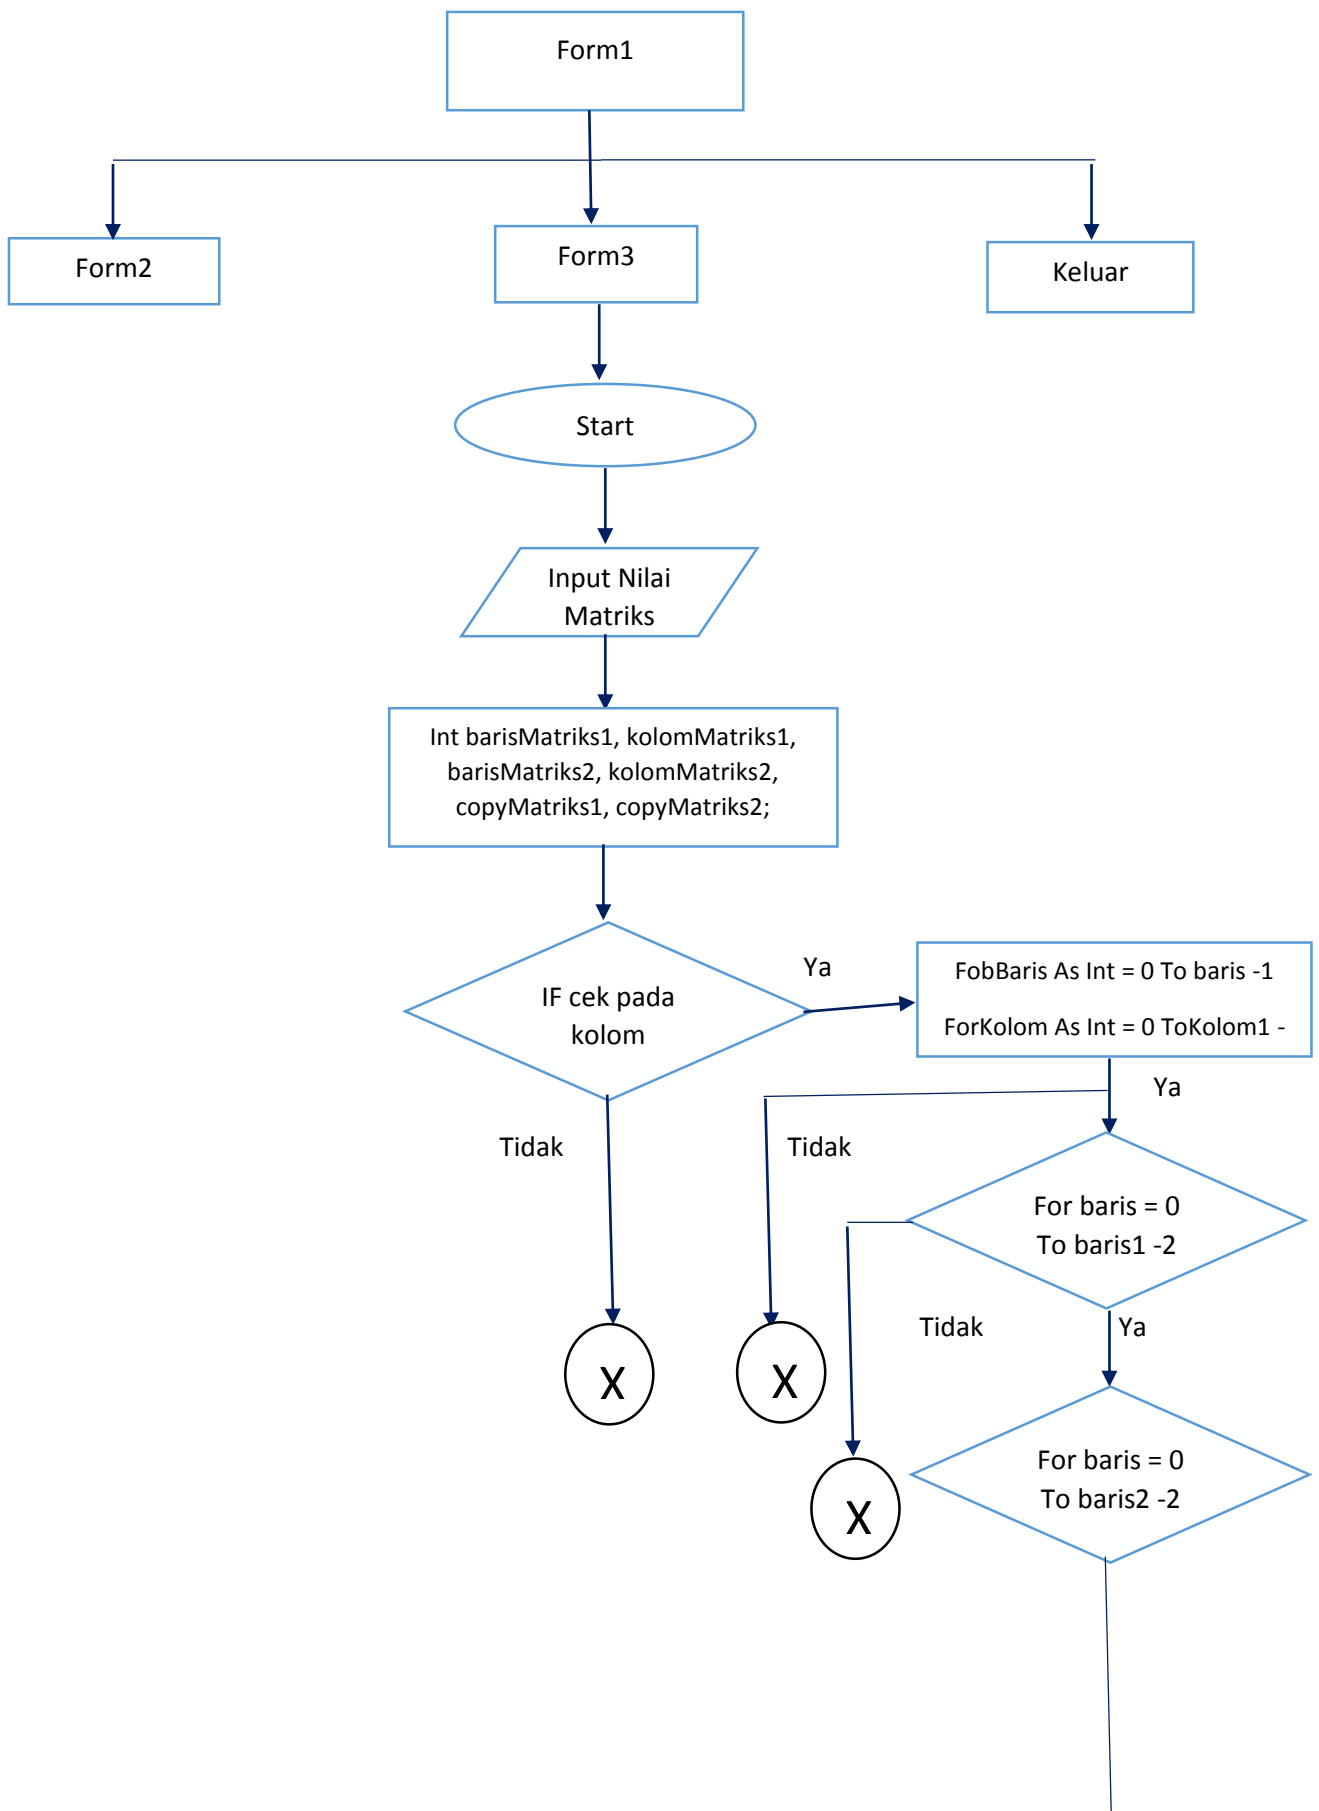 Form1
Form2
Form3
Keluar
Start
Input Nilai
Matriks
Int barisMatriks1, kolomMatriks1,
barisMatriks2, kolomMatriks2,
copyMatriks1, copyMatriks2;
IF cek pada
kolom
Ya
FobBaris As Int = 0 To baris -1
ForKolom As Int = 0 ToKolom1 -
Ya
Tidak
Tidak
For baris = 0
To baris1 -2
Tidak
Ya
X
X
For baris = 0
To baris2 -2
X